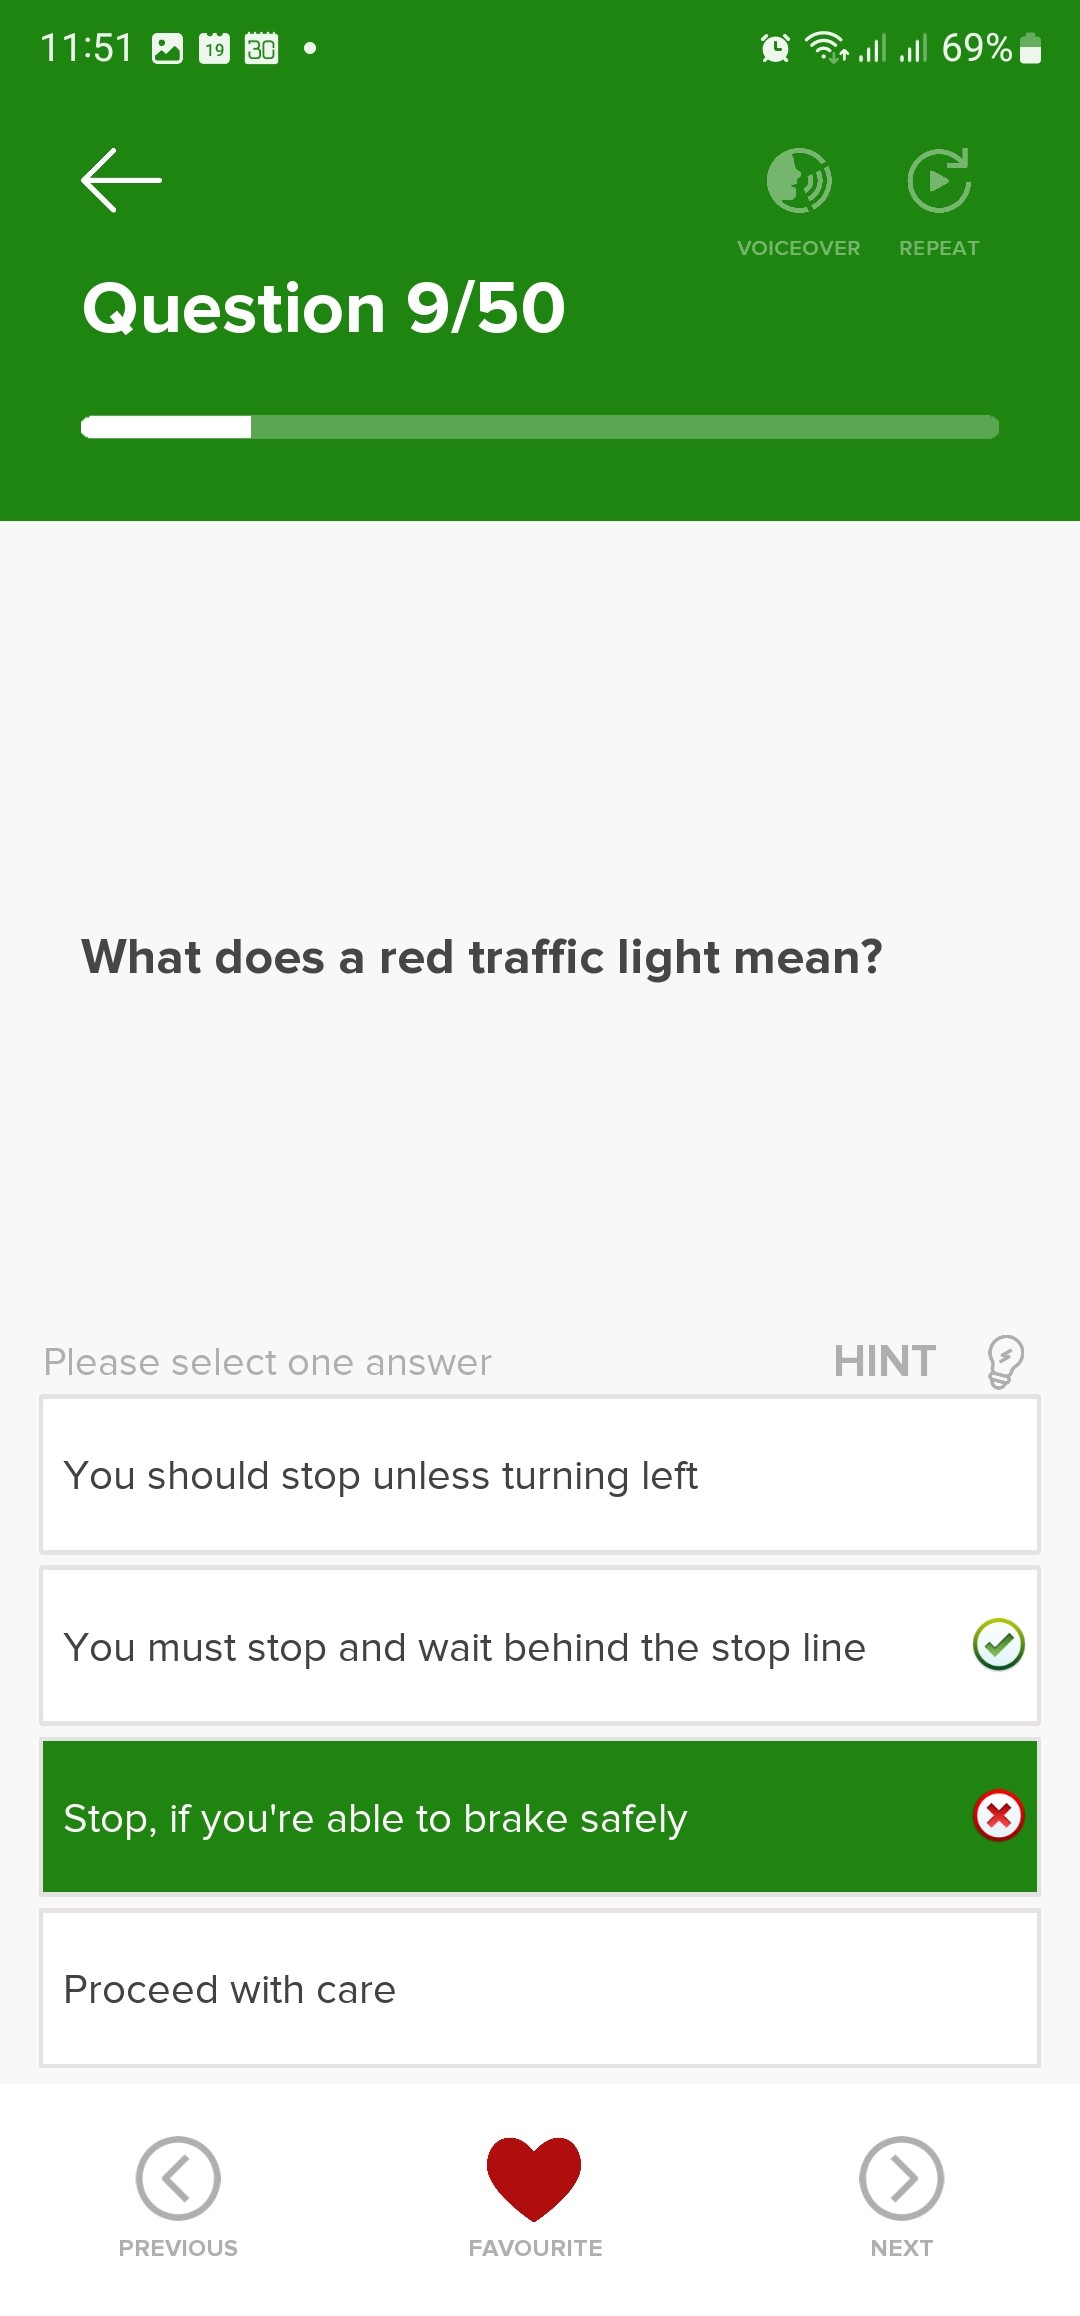 11:51 19 30 69%
VOICEOVER REPEAT
Question 9/50
What does a red traffic light mean?
Please select one answer HINT
You should stop unless turning left
You must stop and wait behind the stop line
Stop, if you're able to brake safely
Proceed with care
PREVIOUS FAVOURITE NEXT